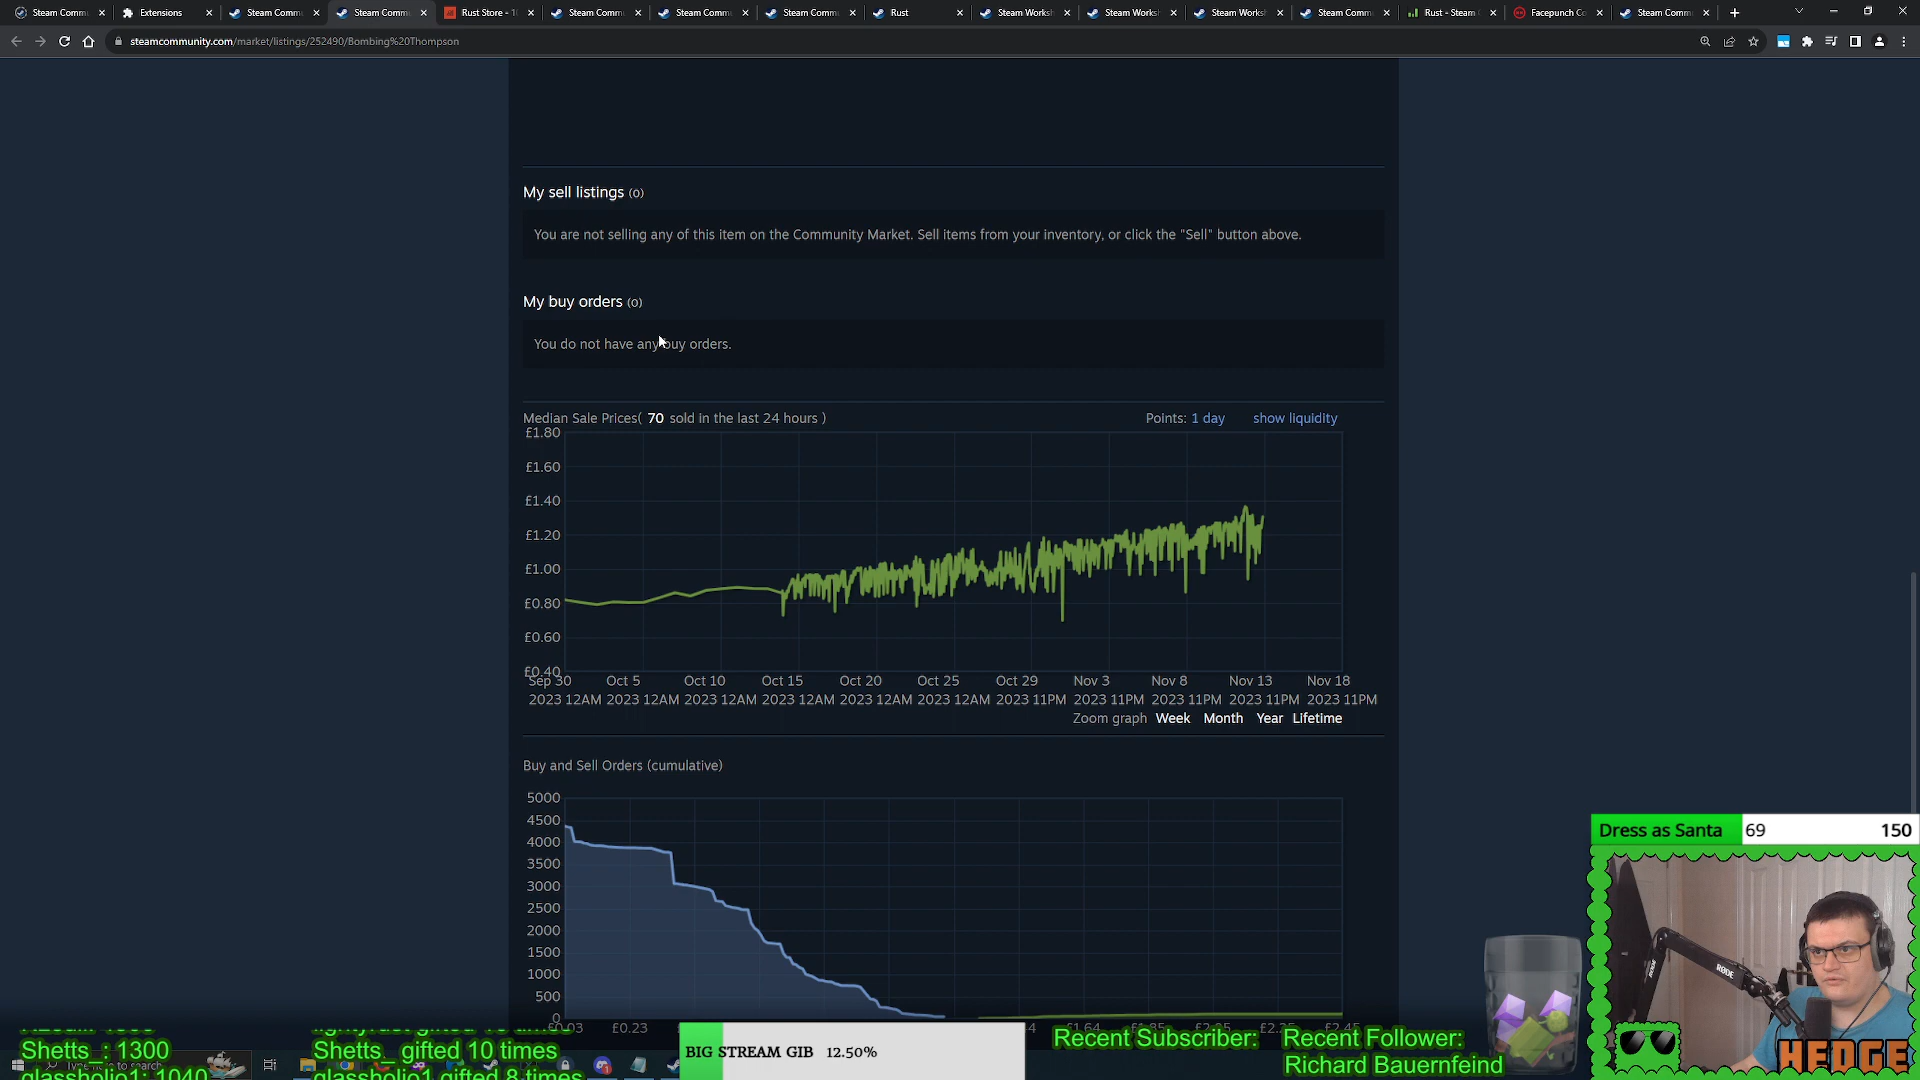 Steam Comm
Extensions
Steam Comm
Steam Comm
Rust Store -
Steam Comm
Steam Comm
Steam Comm
Rust
Steam Works
Steam Works
Steam Works
Steam Comm
Rust - Steam
Facepunch Co
Steam Comm
steamcommunity.com/market/listings/252490/Bombing%20Thompson
My sell listings (0)
You are not selling any of this item on the Community Market. Sell items from your inventory, or click the "Sell" button above.
My buy orders (0)
You do not have any buy orders.
Median Sale Prices( 70 sold in the last 24 hours )
Points: 1 day show liquidity
£1.80
£1.60
£1.40
£1.20
£1.00
£0.80
£0.60
£0.40
Sep 30 Oct 5 Oct 10 Oct 15 Oct 20 Oct 25 Oct 29 Nov 3 Nov 8 Nov 13 Nov 18
2023 12AM 2023 12AM 2023 12AM 2023 12AM 2023 12AM 2023 12AM 2023 11PM 2023 11PM 2023 11PM 2023 11PM 2023 11PM
Zoom graph Week Month Year Lifetime
Buy and Sell Orders (cumulative)
5000
4500
4000
3500
3000
2500
2000
1500
1000
500
0
£0.23
Dress as Santa 69 150
Shetts_: 1300
glassholio1: 1040
Shetts_ gifted 10 times
glassholio1 gifted 8 times
BIG STREAM GIB 12.50%
Recent Subscriber:
Recent Follower:
Richard Bauernfeind
RØDE
HEDGE